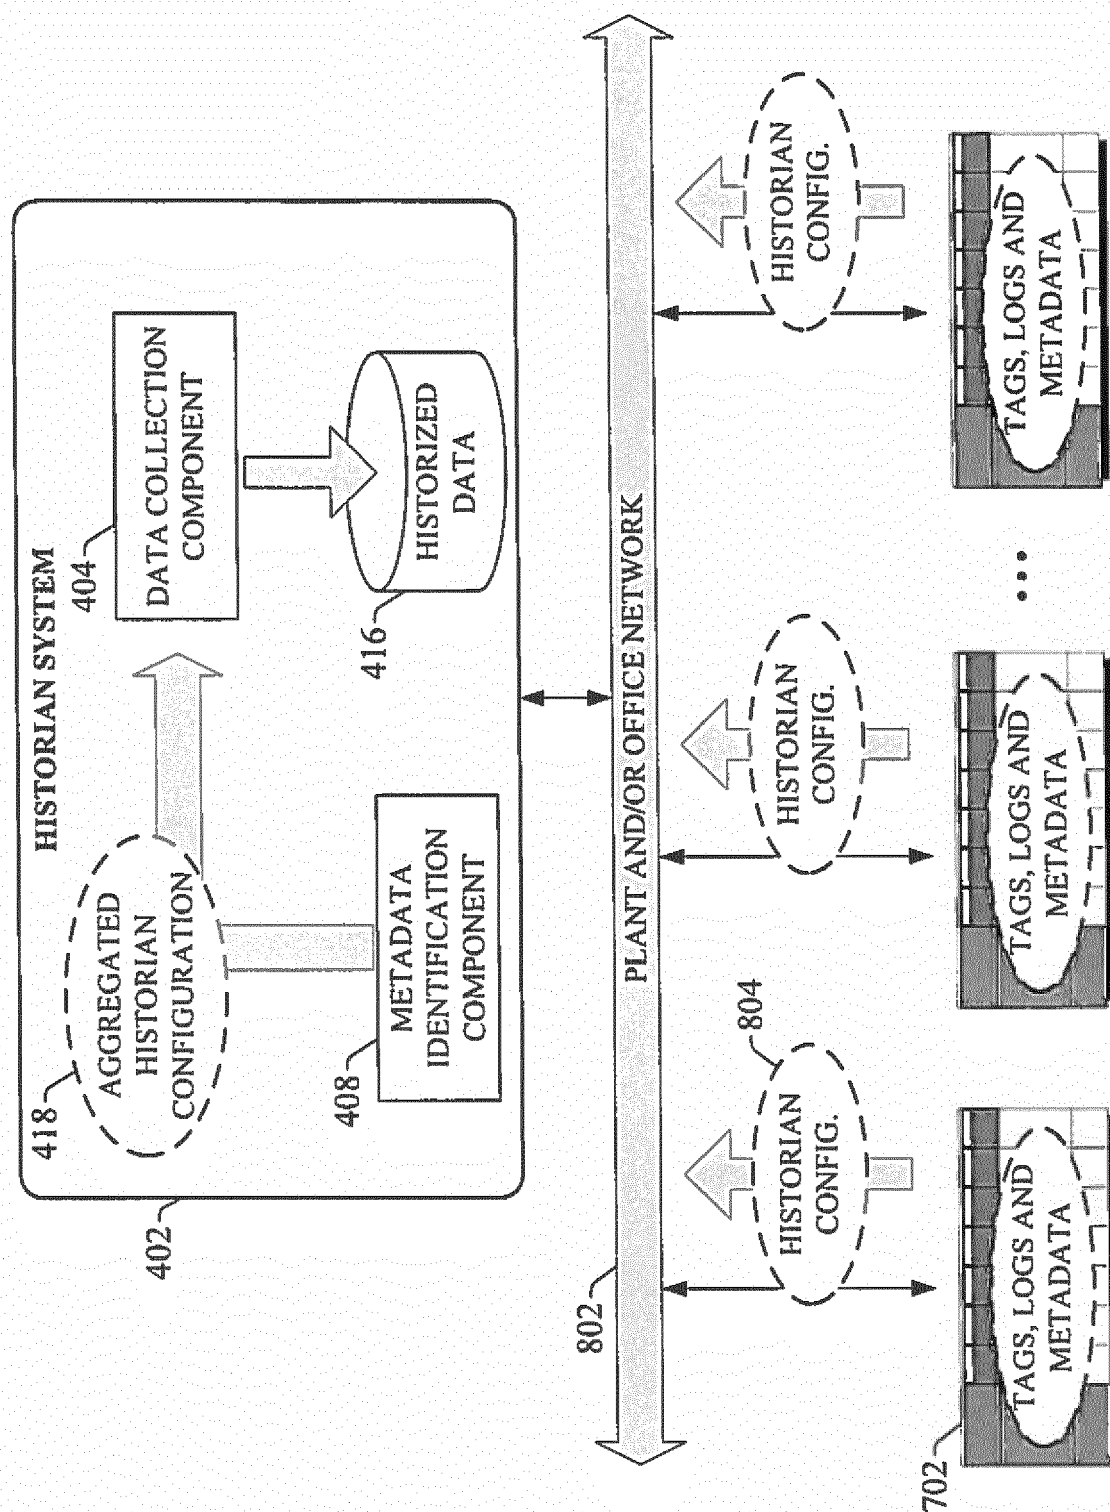 HISTORIAN SYSTEM
402
418
AGGREGATED
HISTORIAN
CONFIGURATION
404
DATA COLLECTION
COMPONENT
408
METADATA
IDENTIFICATION
COMPONENT
416
HISTORIZED
DATA
802
PLANT AND/OR OFFICE NETWORK
804
HISTORIAN
CONFIG.
HISTORIAN
CONFIG.
HISTORIAN
CONFIG.
702
TAGS, LOGS AND
METADATA
TAGS, LOGS AND
METADATA
...
TAGS, LOGS AND
METADATA